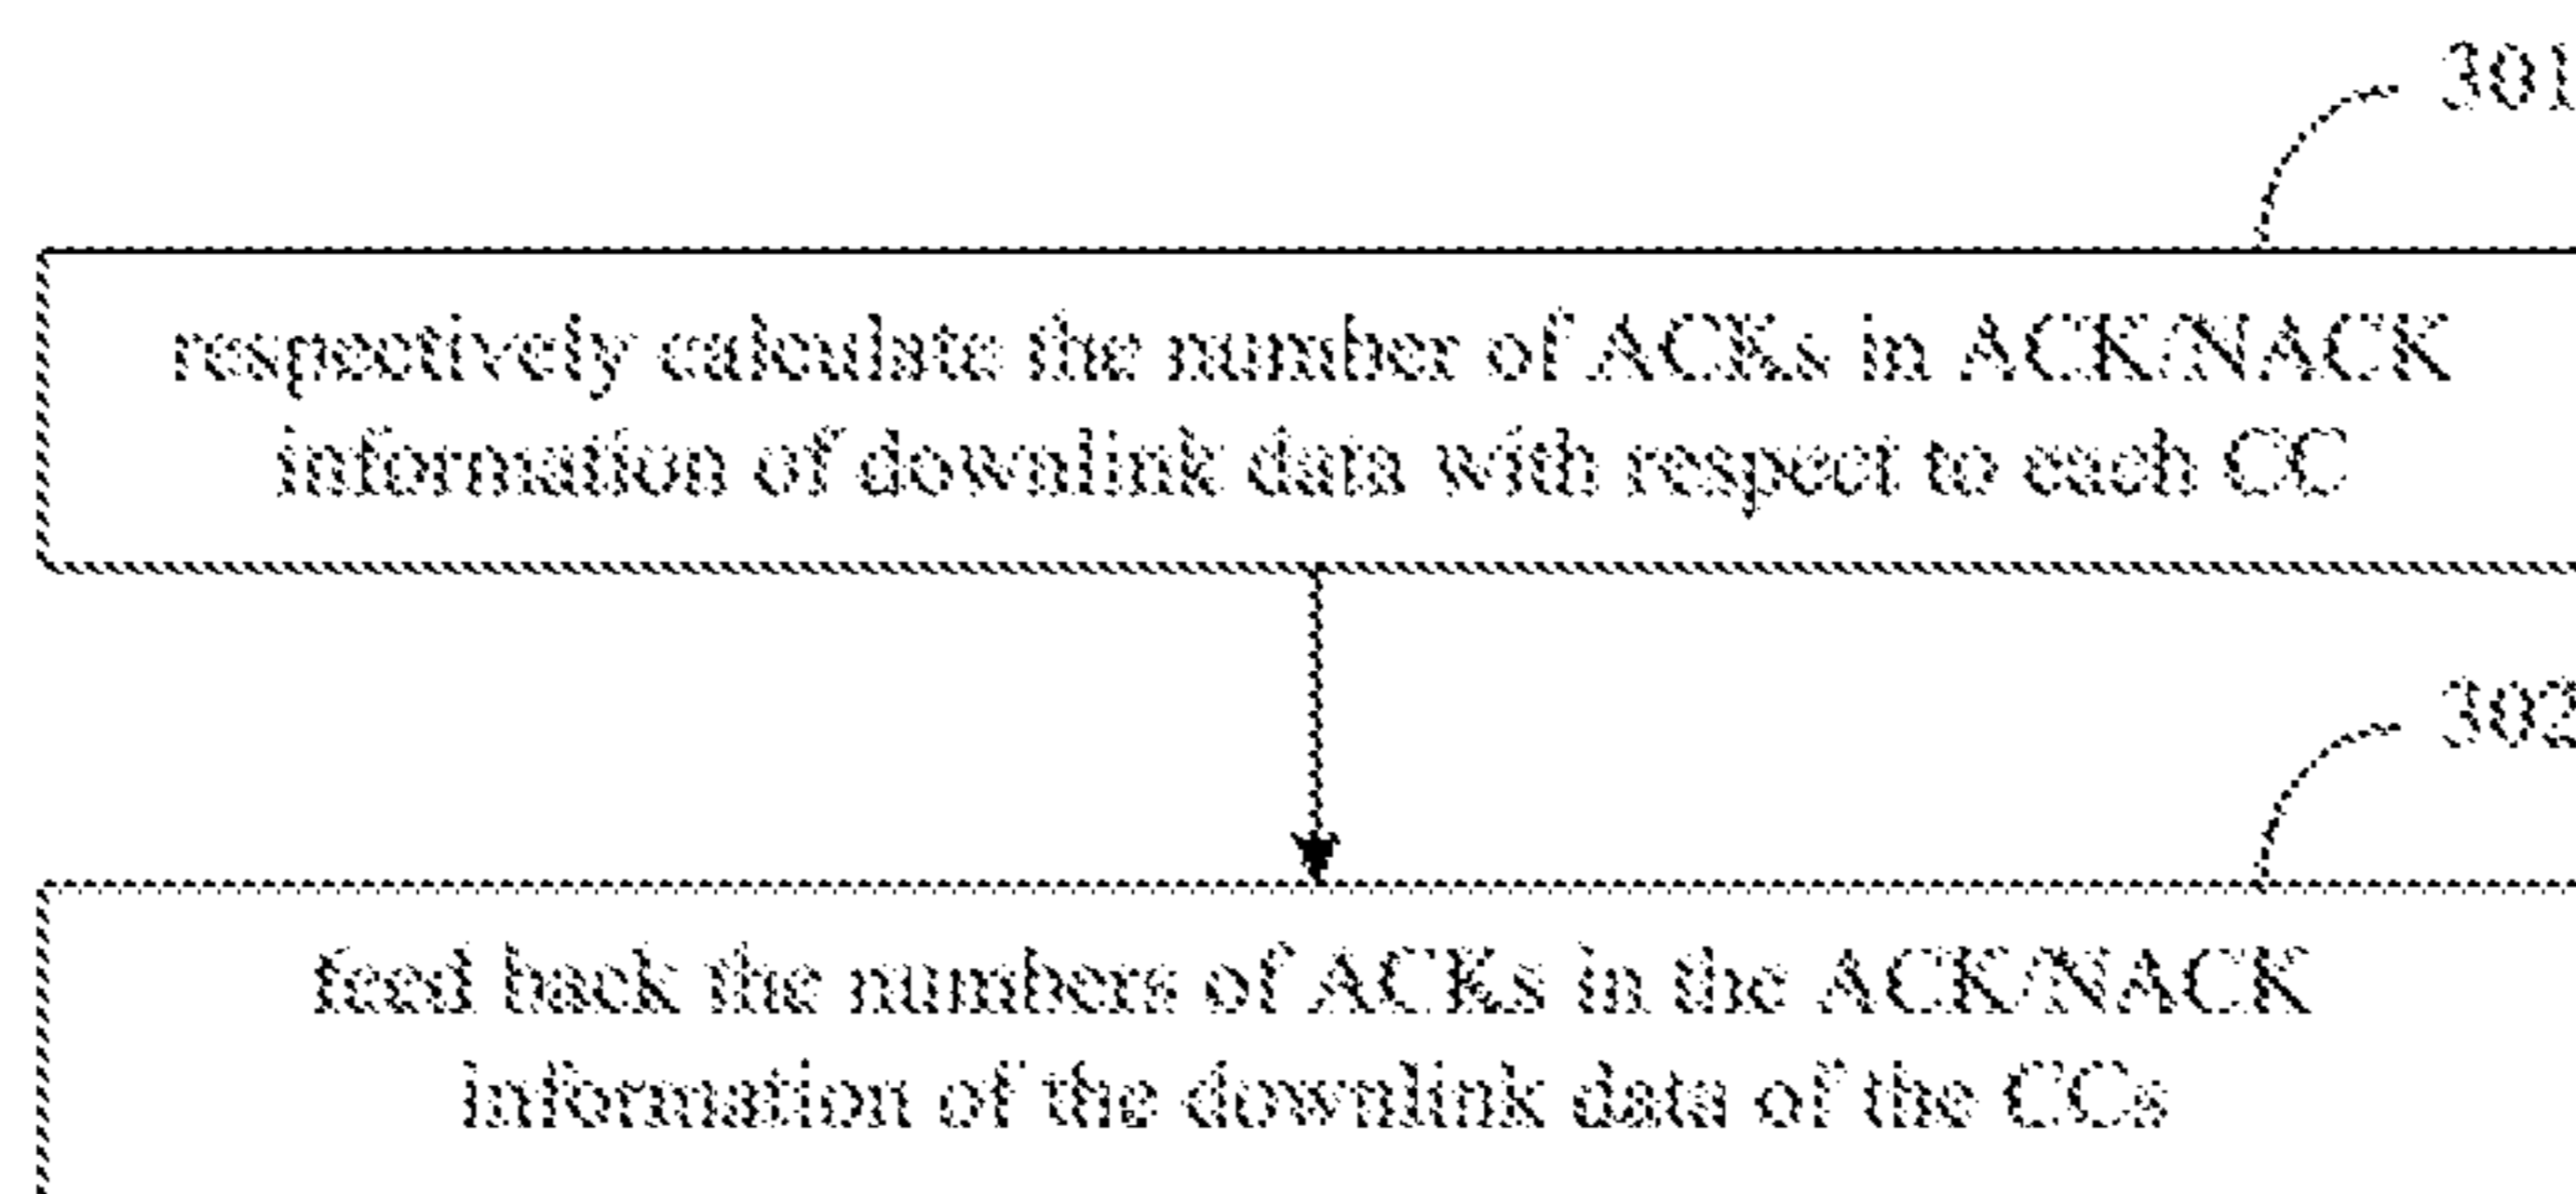 301
respectively calculate the number of ACKs in ACK/NACK
information of downlink data with respect to each CC
302
feed back the numbers of ACKs in the ACK/NACK
information of the downlink data of the CCs